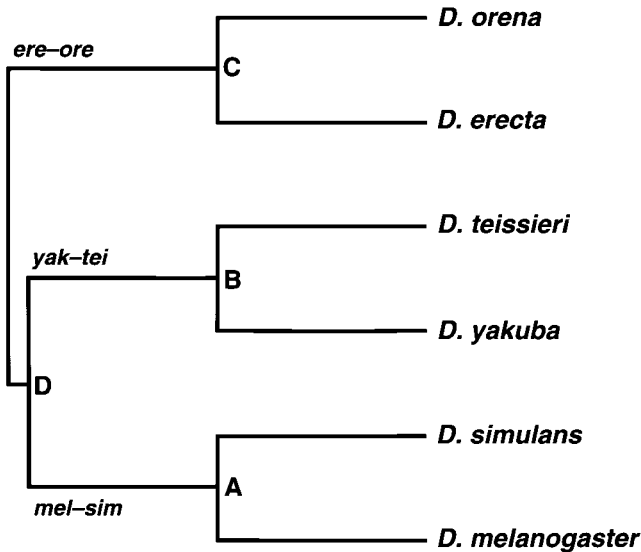 D. orena
ere–ore
C
D. erecta
D. teissieri
yak–tei
B
D. yakuba
D
D. simulans
A
mel–sim
D. melanogaster